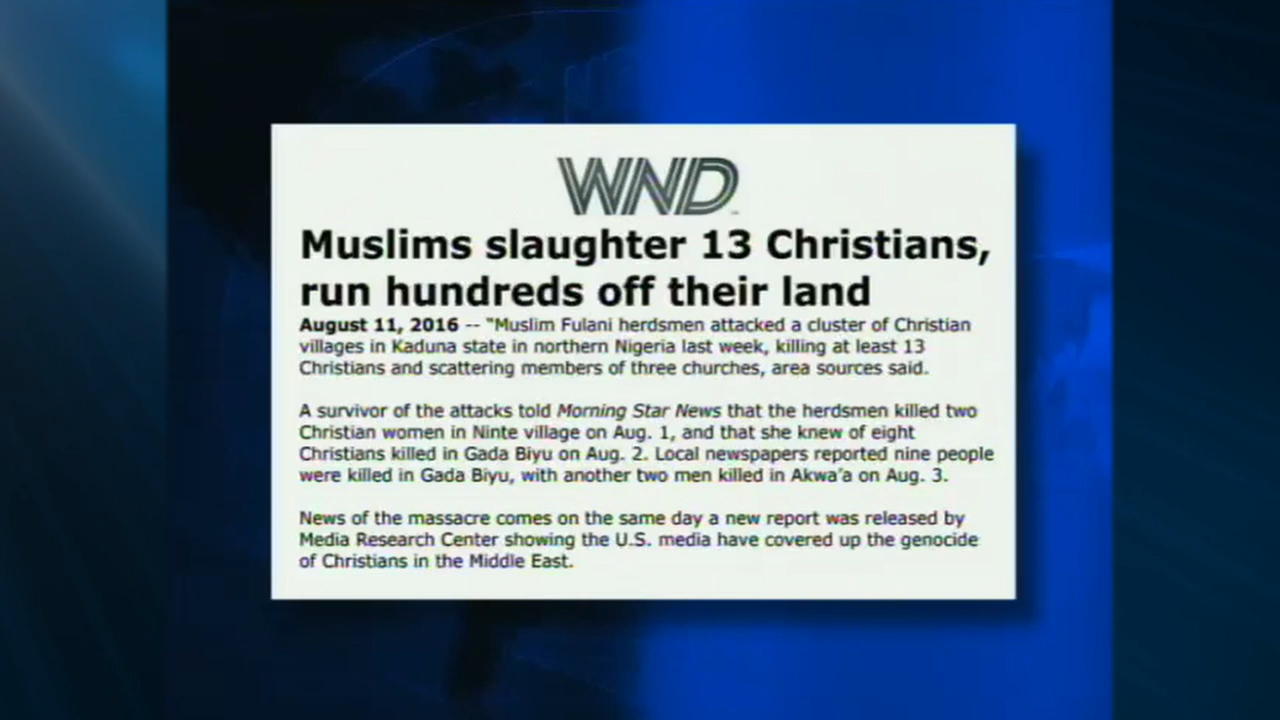 WND
Muslims slaughter 13 Christians,
run hundreds off their land
August 11, 2016 -- "Muslim Fulani herdsmen attacked a cluster of Christian
villages in Kaduna state in northern Nigeria last week, killing at least 13
Christians and scattering members of three churches, area sources said.
A survivor of the attacks told Morning Star News that the herdsmen killed two
Christian women in Ninte village on Aug. 1, and that she knew of eight
Christians killed in Gada Biyu on Aug. 2. Local newspapers reported nine people
were killed in Gada Biyu, with another two men killed in Akwa'a on Aug. 3.
News of the massacre comes on the same day a new report was released by
Media Research Center showing the U.S. media have covered up the genocide
of Christians in the Middle East.